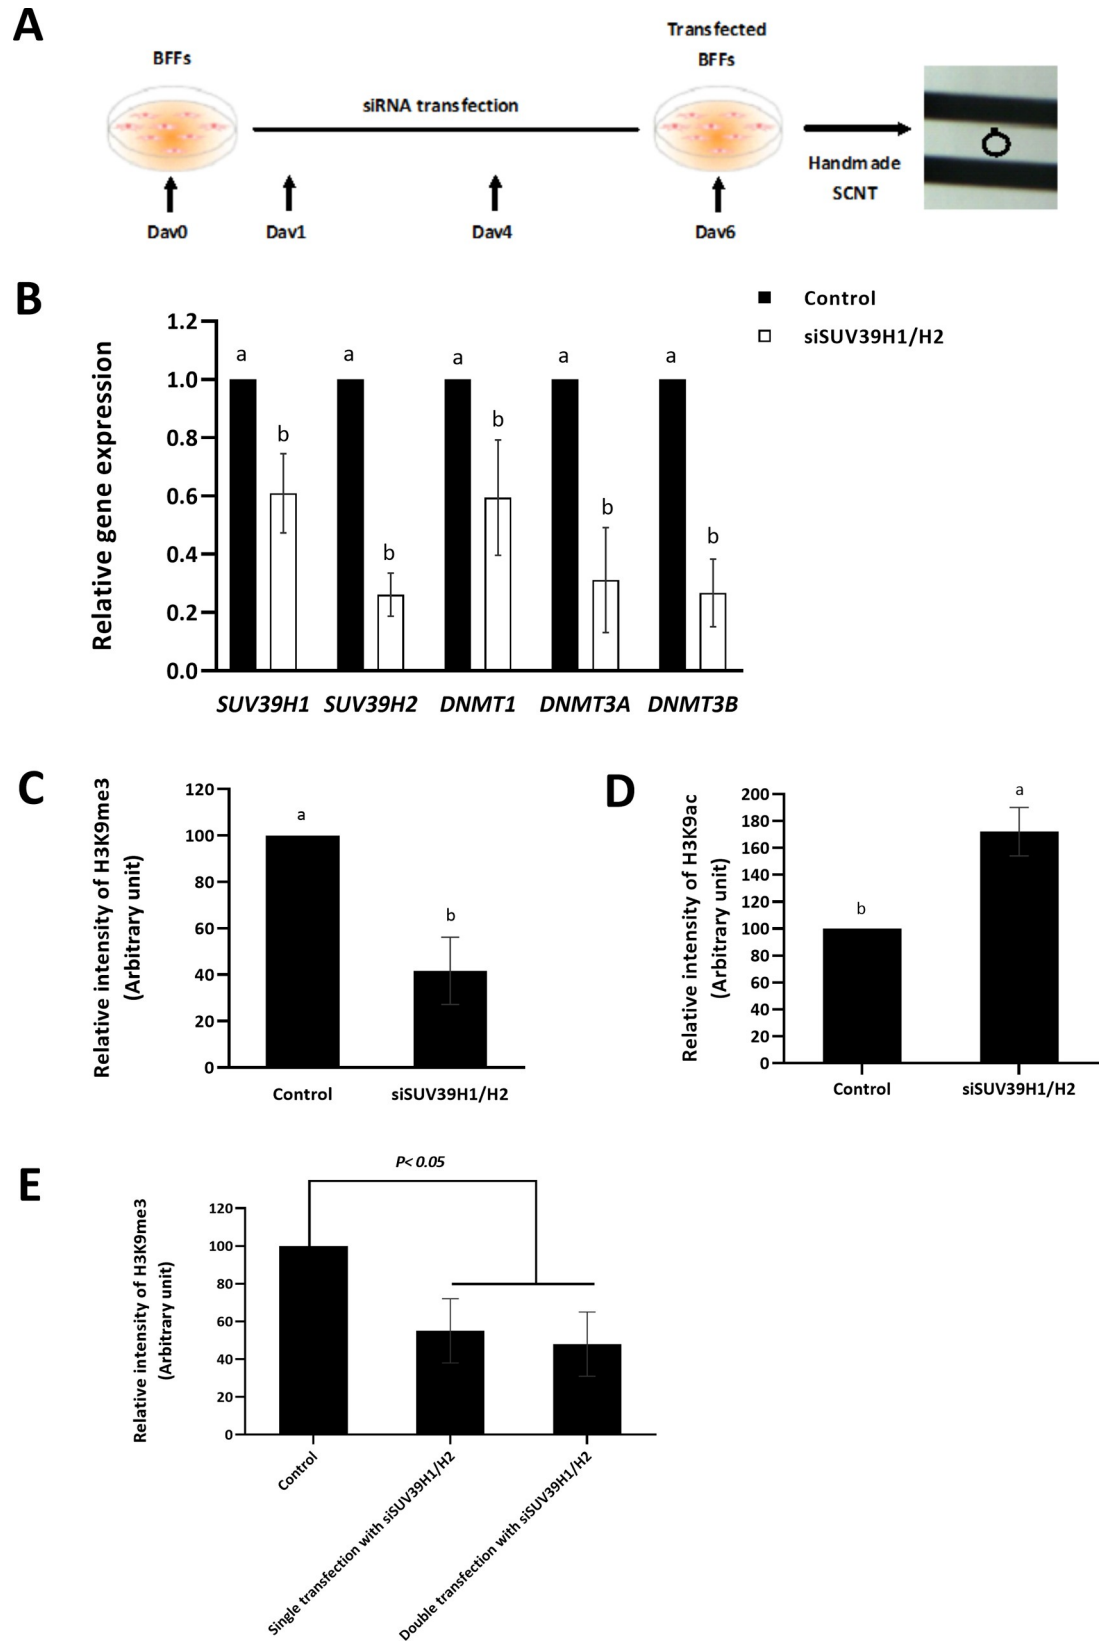 A
BFFs
siRNA transfection
Transfected
BFFs
Handmade
SCNT
Dav0
Dav1
Dav4
Dav6
B
Control
siSUV39H1/H2
Relative gene expression
1.2
1.0
0.8
0.6
0.4
0.2
0.0
a
b
a
b
a
b
a
b
a
b
SUV39H1
SUV39H2
DNMT1
DNMT3A
DNMT3B
C
Relative intensity of H3K9me3
(Arbitrary unit)
120
100
80
60
40
20
0
a
b
Control
siSUV39H1/H2
D
Relative intensity of H3K9ac
(Arbitrary unit)
200
180
160
140
120
100
80
60
40
20
0
b
a
Control
siSUV39H1/H2
E
P< 0.05
Relative intensity of H3K9me3
(Arbitrary unit)
120
100
80
60
40
20
0
Control
Single transfection with siSUV39H1/H2
Double transfection with siSUV39H1/H2